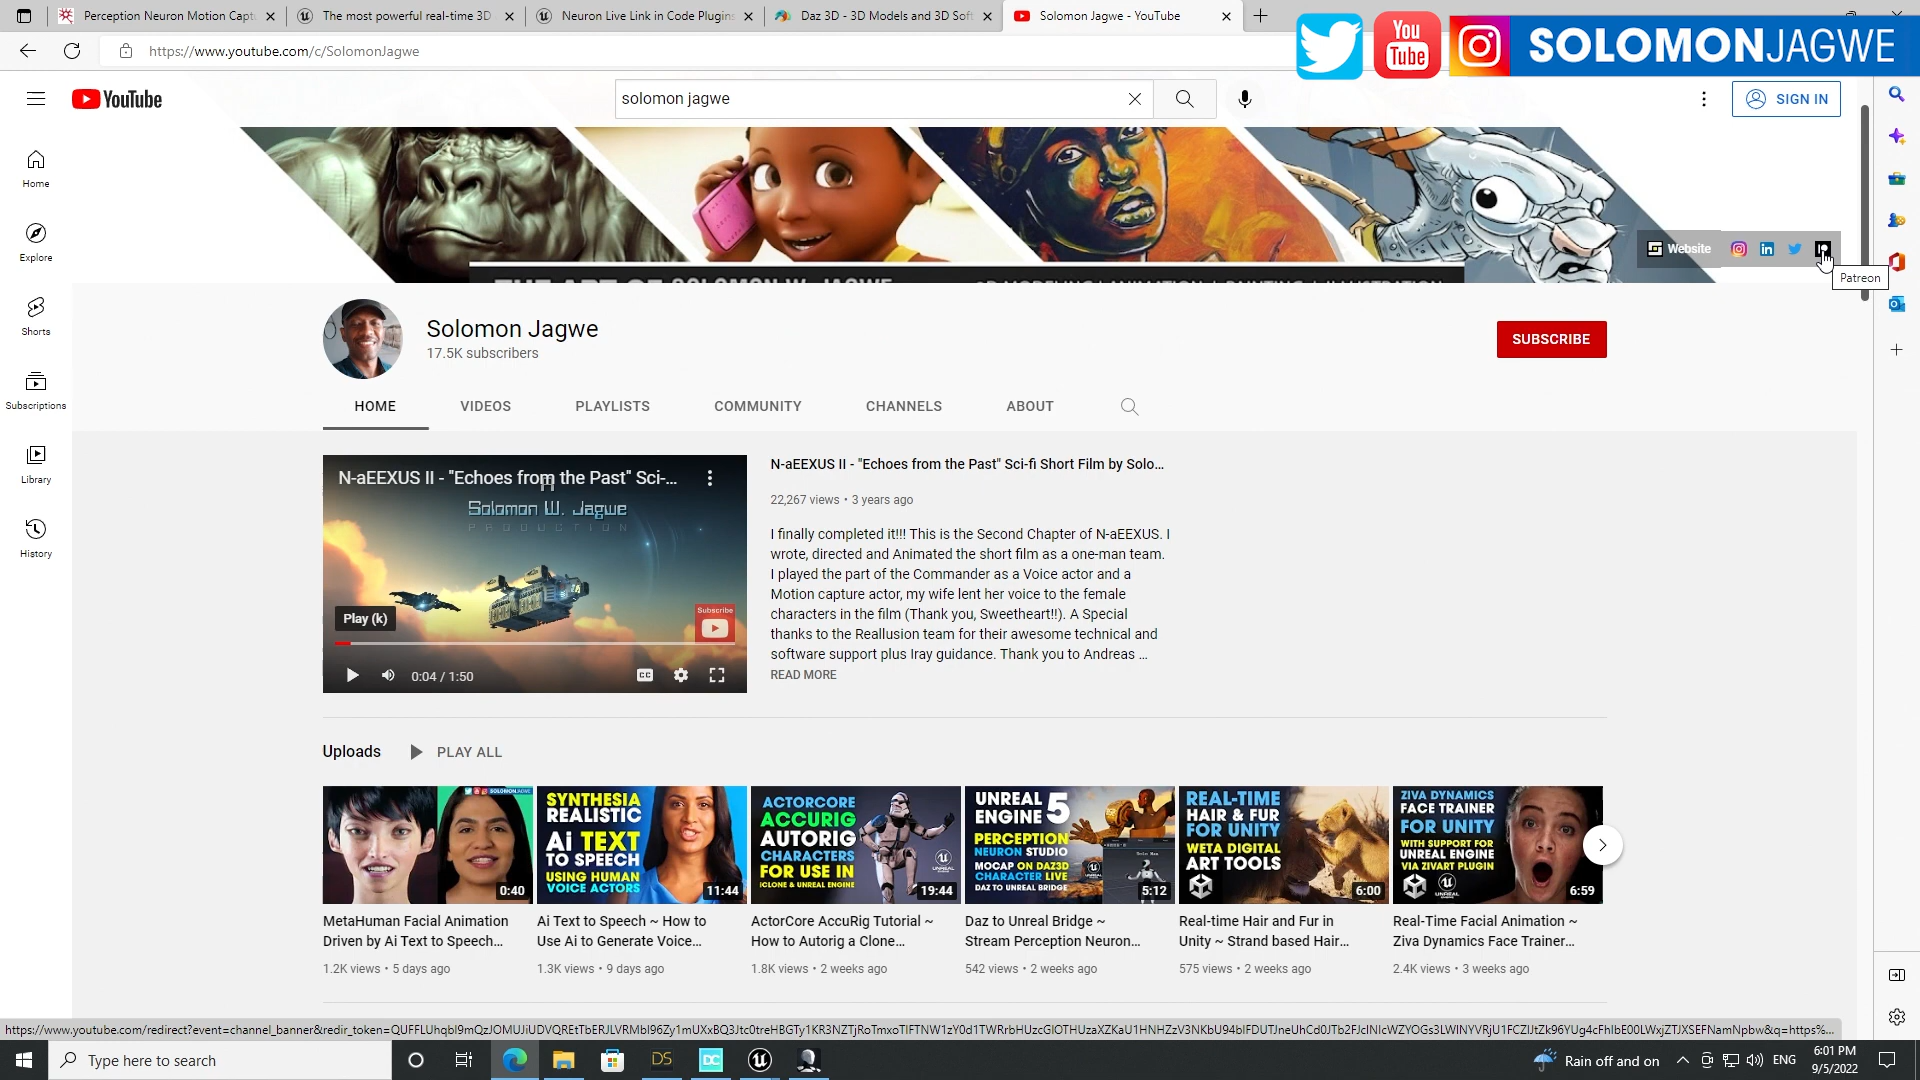 Perception Neuron Motion Capt
The most powerful real-time 3D
Neuron Live Link in Code Plugins
Daz 3D - 3D Models and 3D Soft
Solomon Jagwe - YouTube
You
Tube
SOLOMONJAGWE
https://www.youtube.com/c/SolomonJagwe
YouTube
solomon jagwe
SIGN IN
Home
Explore
Shorts
Subscriptions
Library
History
Website
Patreon
Solomon Jagwe
17.5K subscribers
SUBSCRIBE
HOME
VIDEOS
PLAYLISTS
COMMUNITY
CHANNELS
ABOUT
N-aEEXUS II - "Echoes from the Past" Sci-...
Solomon W. Jagwe
PRODUCTION
Play (k)
Subscribe
0:04 / 1:50
CC
N-aEEXUS II - "Echoes from the Past" Sci-fi Short Film by Solo...
22,267 views • 3 years ago
I finally completed it!!! This is the Second Chapter of N-aEEXUS. I
wrote, directed and Animated the short film as a one-man team.
I played the part of the Commander as a Voice actor and a
Motion capture actor, my wife lent her voice to the female
characters in the film (Thank you, Sweetheart!!). A Special
thanks to the Reallusion team for their awesome technical and
software support plus Iray guidance. Thank you to Andreas ...
READ MORE
Uploads
PLAY ALL
SOLOMONJAGWE
0:40
MetaHuman Facial Animation
Driven by Ai Text to Speech...
1.2K views • 5 days ago
SYNTHESIA
REALISTIC
Ai TEXT
TO SPEECH
USING HUMAN
VOICE ACTORS
11:44
Ai Text to Speech ~ How to
Use Ai to Generate Voice...
1.3K views • 9 days ago
ACTORCORE
ACCURIG
AUTORIG
CHARACTERS
FOR USE IN
ICLONE & UNREAL ENGINE
19:44
ActorCore AccuRig Tutorial ~
How to Autorig a Clone...
1.8K views • 2 weeks ago
UNREAL
ENGINE 5
PERCEPTION
NEURON STUDIO
MOCAP ON DAZ3D
CHARACTER LIVE
DAZ TO UNREAL BRIDGE
5:12
Daz to Unreal Bridge ~
Stream Perception Neuron...
542 views • 2 weeks ago
REAL-TIME
HAIR & FUR
FOR UNITY
WETA DIGITAL
ART TOOLS
6:00
Real-time Hair and Fur in
Unity ~ Strand based Hair...
575 views • 2 weeks ago
ZIVA DYNAMICS
FACE TRAINER
FOR UNITY
WITH SUPPORT FOR
UNREAL ENGINE
VIA ZIVART PLUGIN
6:59
Real-Time Facial Animation ~
Ziva Dynamics Face Trainer...
2.4K views • 3 weeks ago
Type here to search
DS
DC
Rain off and on
ENG
6:01 PM
9/5/2022